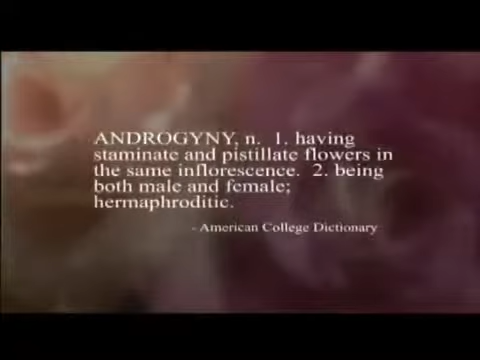 ANDROGYNY, n.  1. having
staminate and pistillate flowers in
the same inflorescence.  2. being
both male and female;
hermaphroditic.
- American College Dictionary